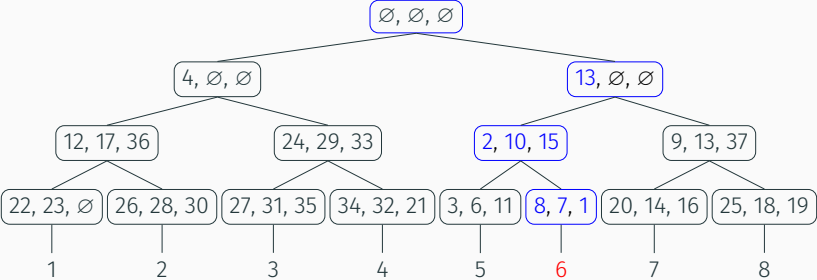 ∅, ∅, ∅
4, ∅, ∅ 13, ∅, ∅
12, 17, 36 24, 29, 33 2, 10, 15 9, 13, 37
22, 23, ∅ 26, 28, 30 27, 31, 35 34, 32, 21 3, 6, 11 8, 7, 1 20, 14, 16 25, 18, 19
1 2 3 4 5 6 7 8